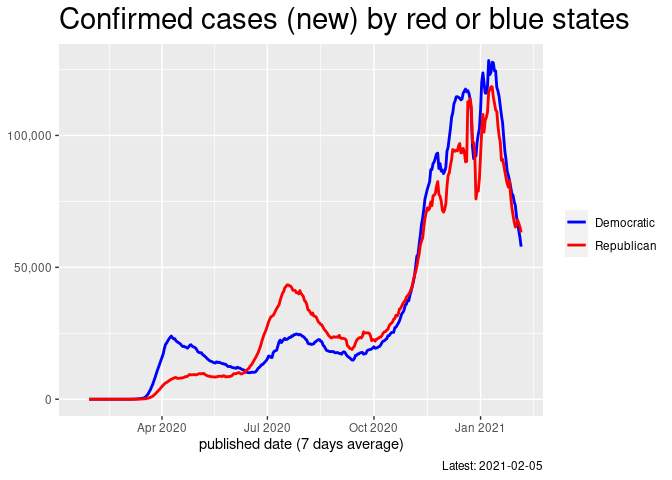 Confirmed cases (new) by red or blue states
100,000
50,000
0
Apr 2020
Jul 2020
Oct 2020
Jan 2021
published date (7 days average)
Democratic
Republican
Latest: 2021-02-05